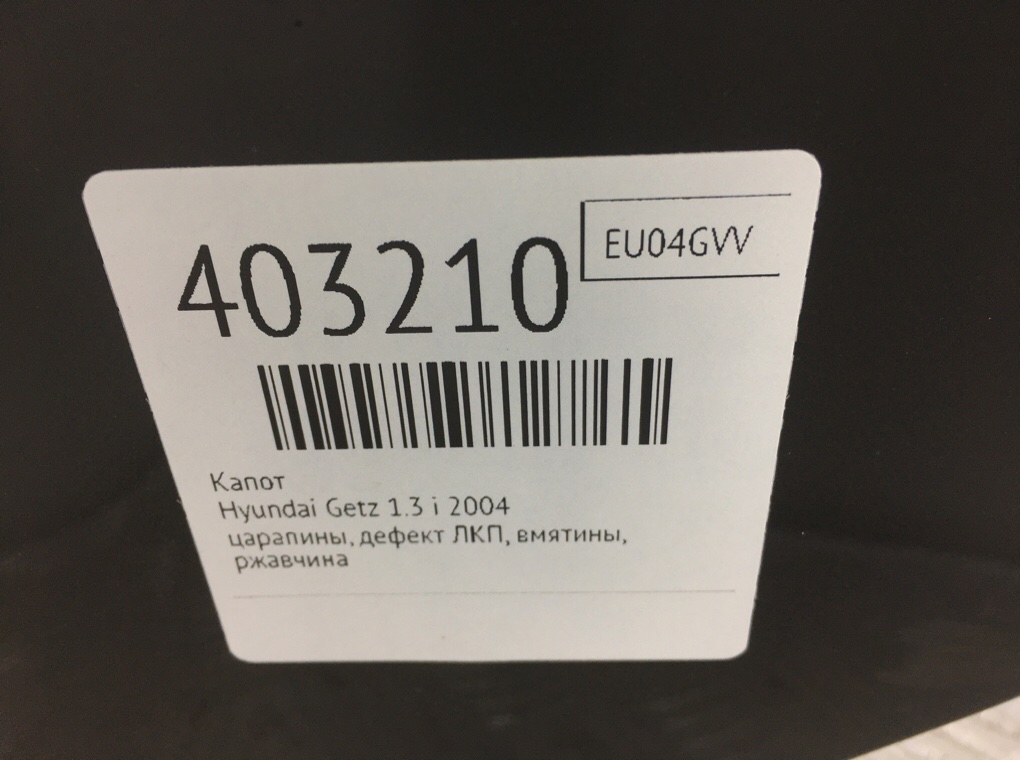 403210
EU04GVV
Капот
Hyundai Getz 1.3 i 2004
царапины, дефект ЛКП, вмятины,
ржавчина